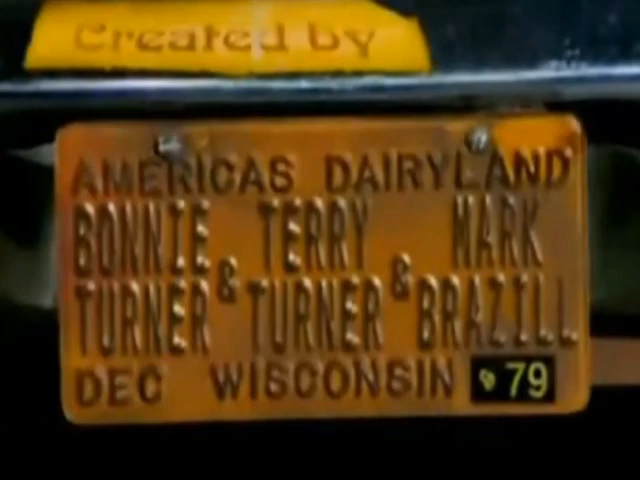 Created by
AMERICAS DAIRYLAND
BONNIE TERRY MARK
& &
TURNER TURNER BRAZILL
DEC WISCONSIN 79